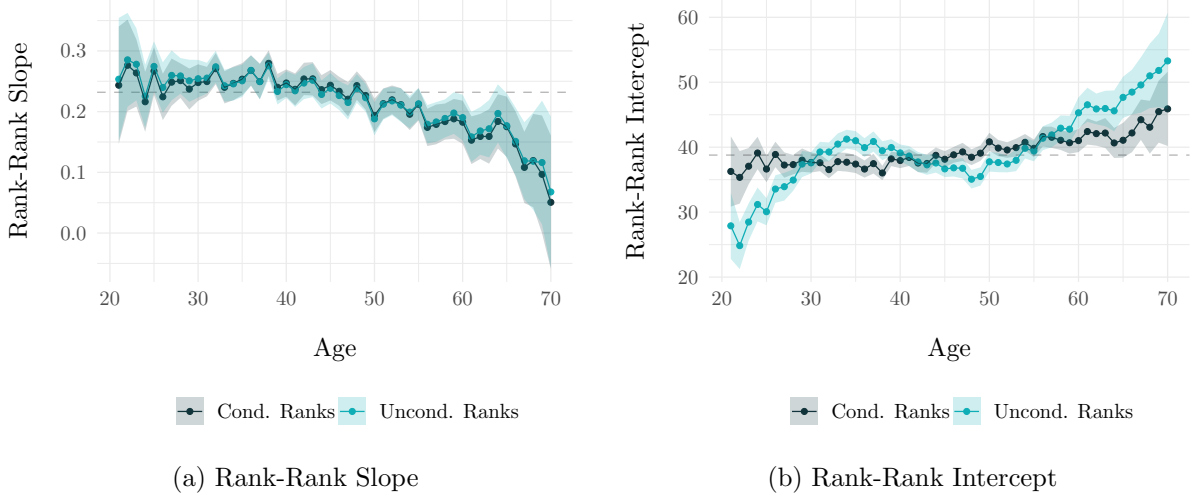 Rank-Rank Slope
0.3
0.2
0.1
0.0
20 30 40 50 60 70
Age
Cond. Ranks Uncond. Ranks
(a) Rank-Rank Slope
Rank-Rank Intercept
60
50
40
30
20
20 30 40 50 60 70
Age
Cond. Ranks Uncond. Ranks
(b) Rank-Rank Intercept